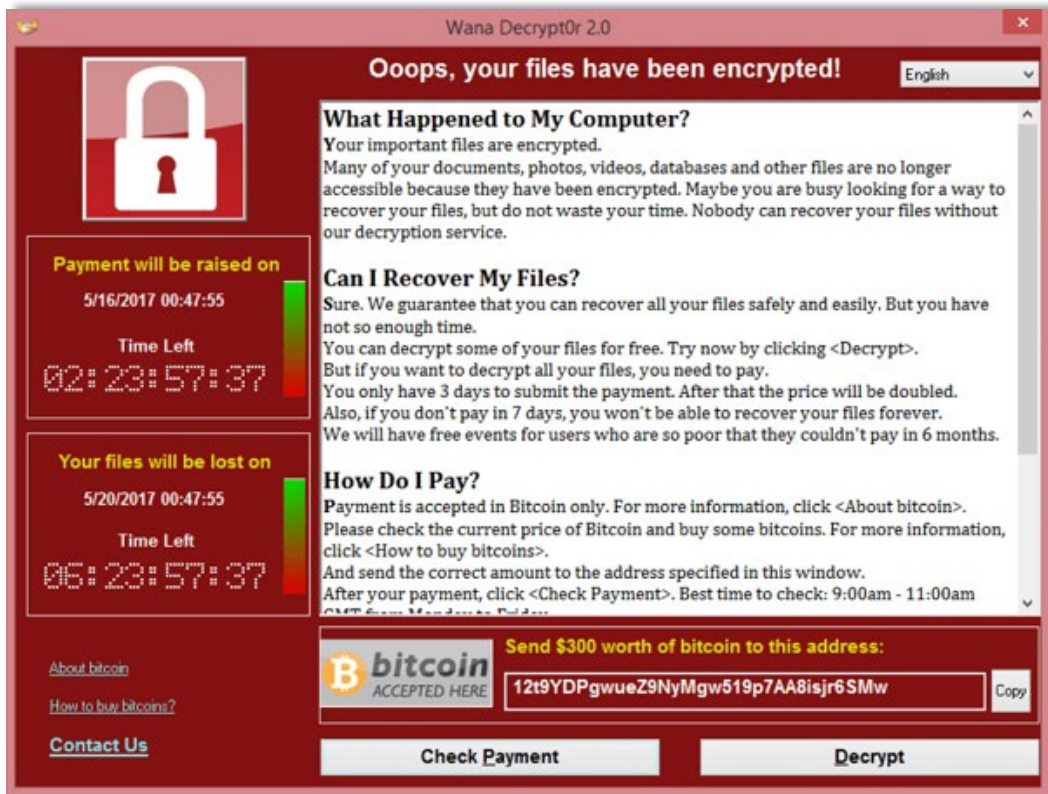 Wana Decrypt0r 2.0
Ooops, your files have been encrypted!
English
What Happened to My Computer?
Your important files are encrypted.
Many of your documents, photos, videos, databases and other files are no longer
accessible because they have been encrypted. Maybe you are busy looking for a way to
recover your files, but do not waste your time. Nobody can recover your files without
our decryption service.
Can I Recover My Files?
Sure. We guarantee that you can recover all your files safely and easily. But you have
not so enough time.
You can decrypt some of your files for free. Try now by clicking <Decrypt>.
But if you want to decrypt all your files, you need to pay.
You only have 3 days to submit the payment. After that the price will be doubled.
Also, if you don't pay in 7 days, you won't be able to recover your files forever.
We will have free events for users who are so poor that they couldn't pay in 6 months.
How Do I Pay?
Payment is accepted in Bitcoin only. For more information, click <About bitcoin>.
Please check the current price of Bitcoin and buy some bitcoins. For more information,
click <How to buy bitcoins>.
And send the correct amount to the address specified in this window.
After your payment, click <Check Payment>. Best time to check: 9:00am - 11:00am
GMT from Monday to Friday
Payment will be raised on
5/16/2017 00:47:55
Time Left
02:23:57:37
Your files will be lost on
5/20/2017 00:47:55
Time Left
06:23:57:37
About bitcoin
How to buy bitcoins?
Contact Us
bitcoin
ACCEPTED HERE
Send $300 worth of bitcoin to this address:
12t9YDPgwueZ9NyMgw519p7AA8isjr6SMw
Copy
Check Payment
Decrypt